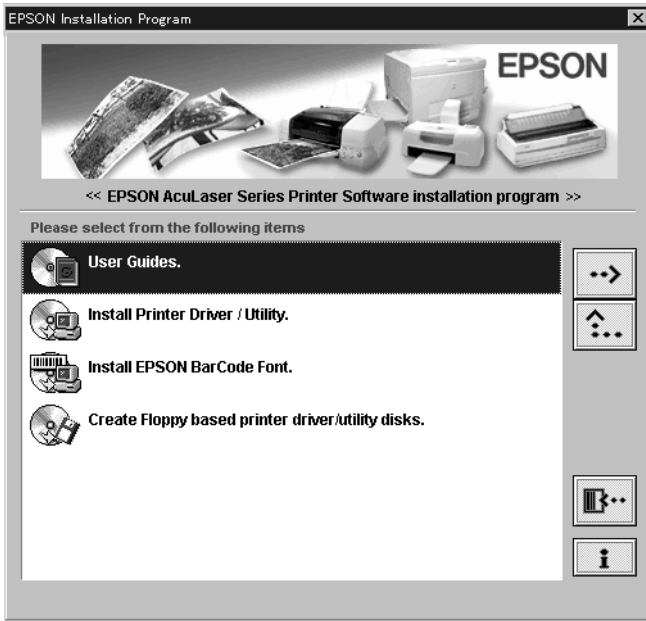 EPSON Installation Program
EPSON
<< EPSON AcuLaser Series Printer Software installation program >>
Please select from the following items
User Guides.
Install Printer Driver / Utility.
Install EPSON BarCode Font.
Create Floppy based printer driver/utility disks.